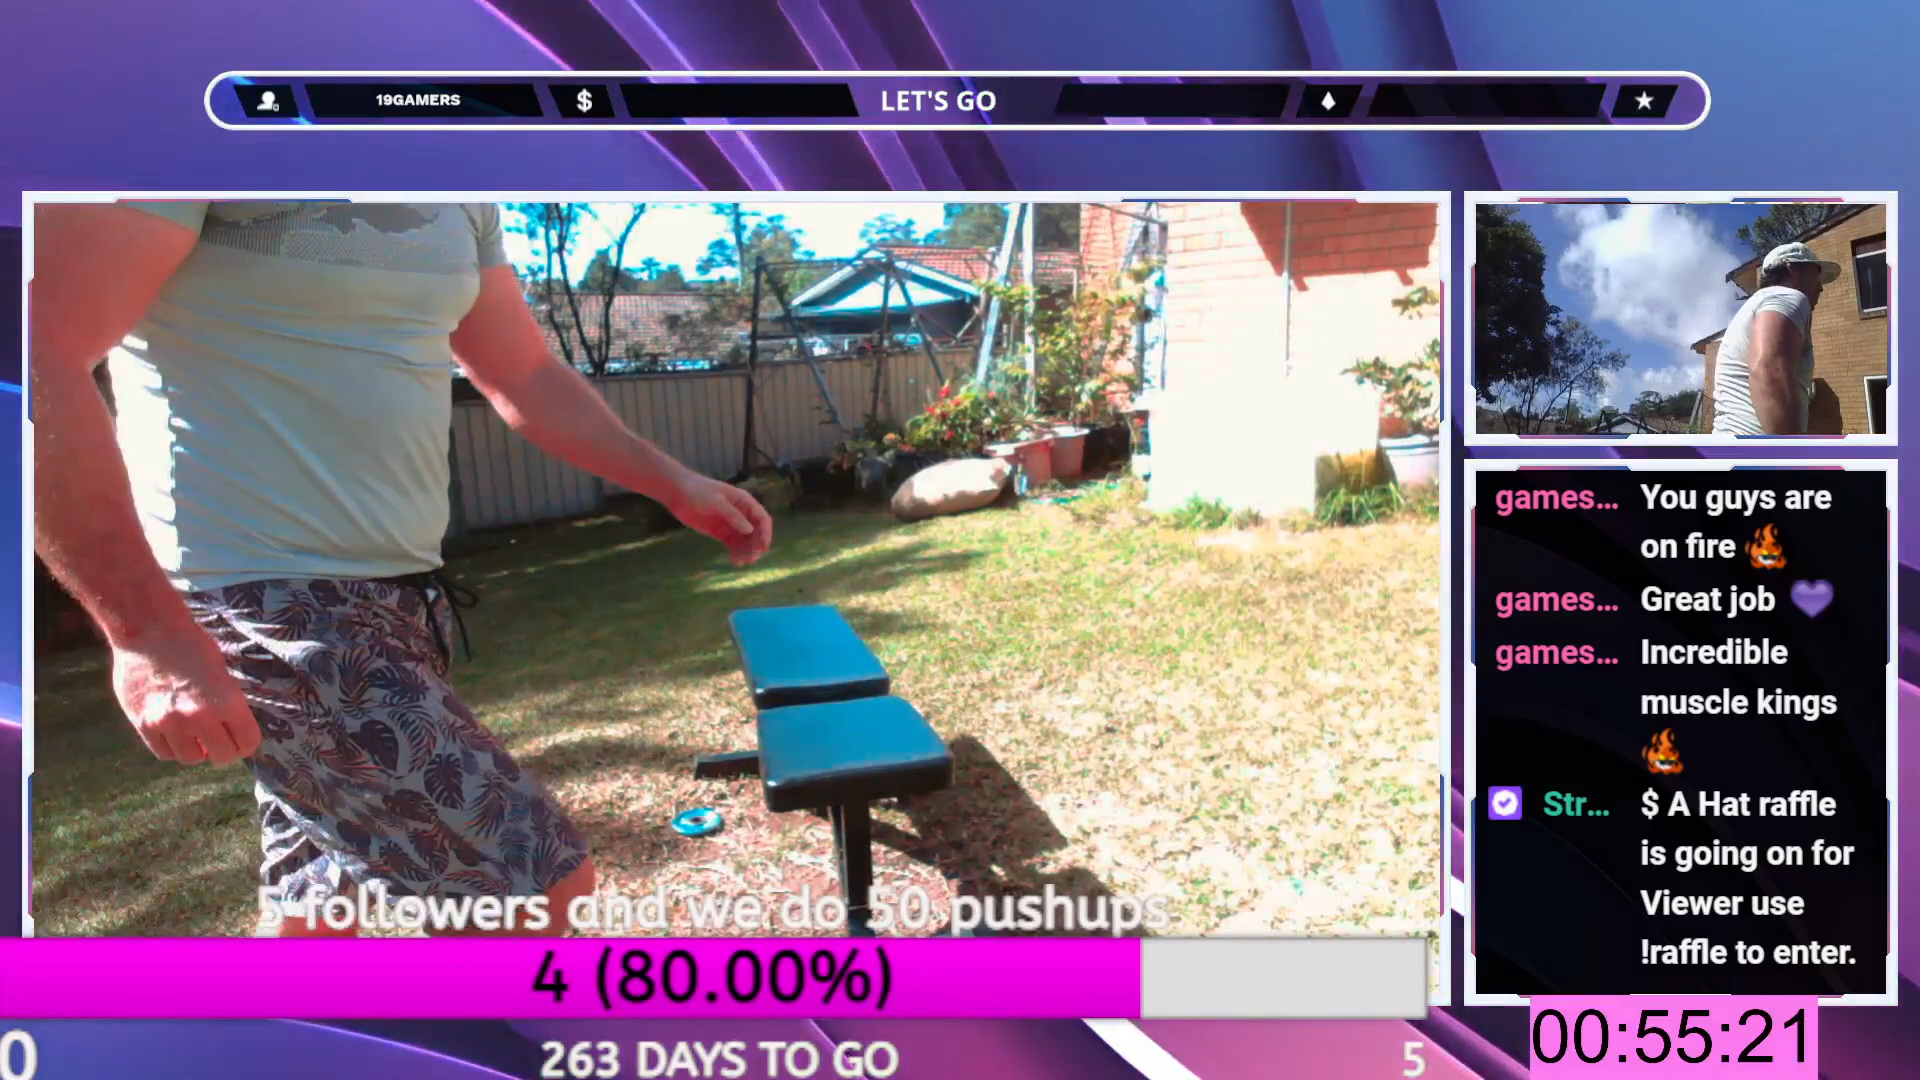 19GAMERS
$
LET'S GO
games... You guys are
on fire
games... Great job
games... Incredible
muscle kings
Str... $ A Hat raffle
is going on for
Viewer use
!raffle to enter.
5 followers and we do 50 pushups
4 (80.00%)
0 263 DAYS TO GO 5
00:55:21